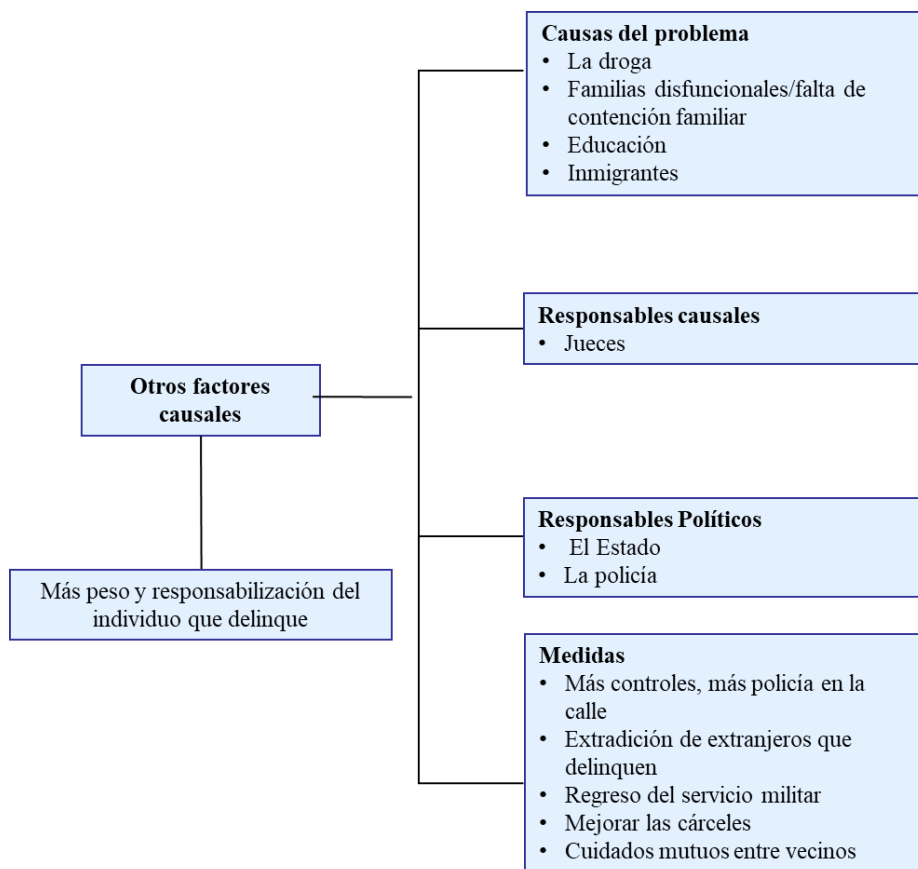 Causas del problema
• La droga
• Familias disfuncionales/falta de
contención familiar
• Educación
• Inmigrantes
Responsables causales
• Jueces
Otros factores
causales
Responsables Políticos
• El Estado
• La policía
Más peso y responsabilización del
individuo que delinque
Medidas
• Más controles, más policía en la
calle
• Extradición de extranjeros que
delinquen
• Regreso del servicio militar
• Mejorar las cárceles
• Cuidados mutuos entre vecinos